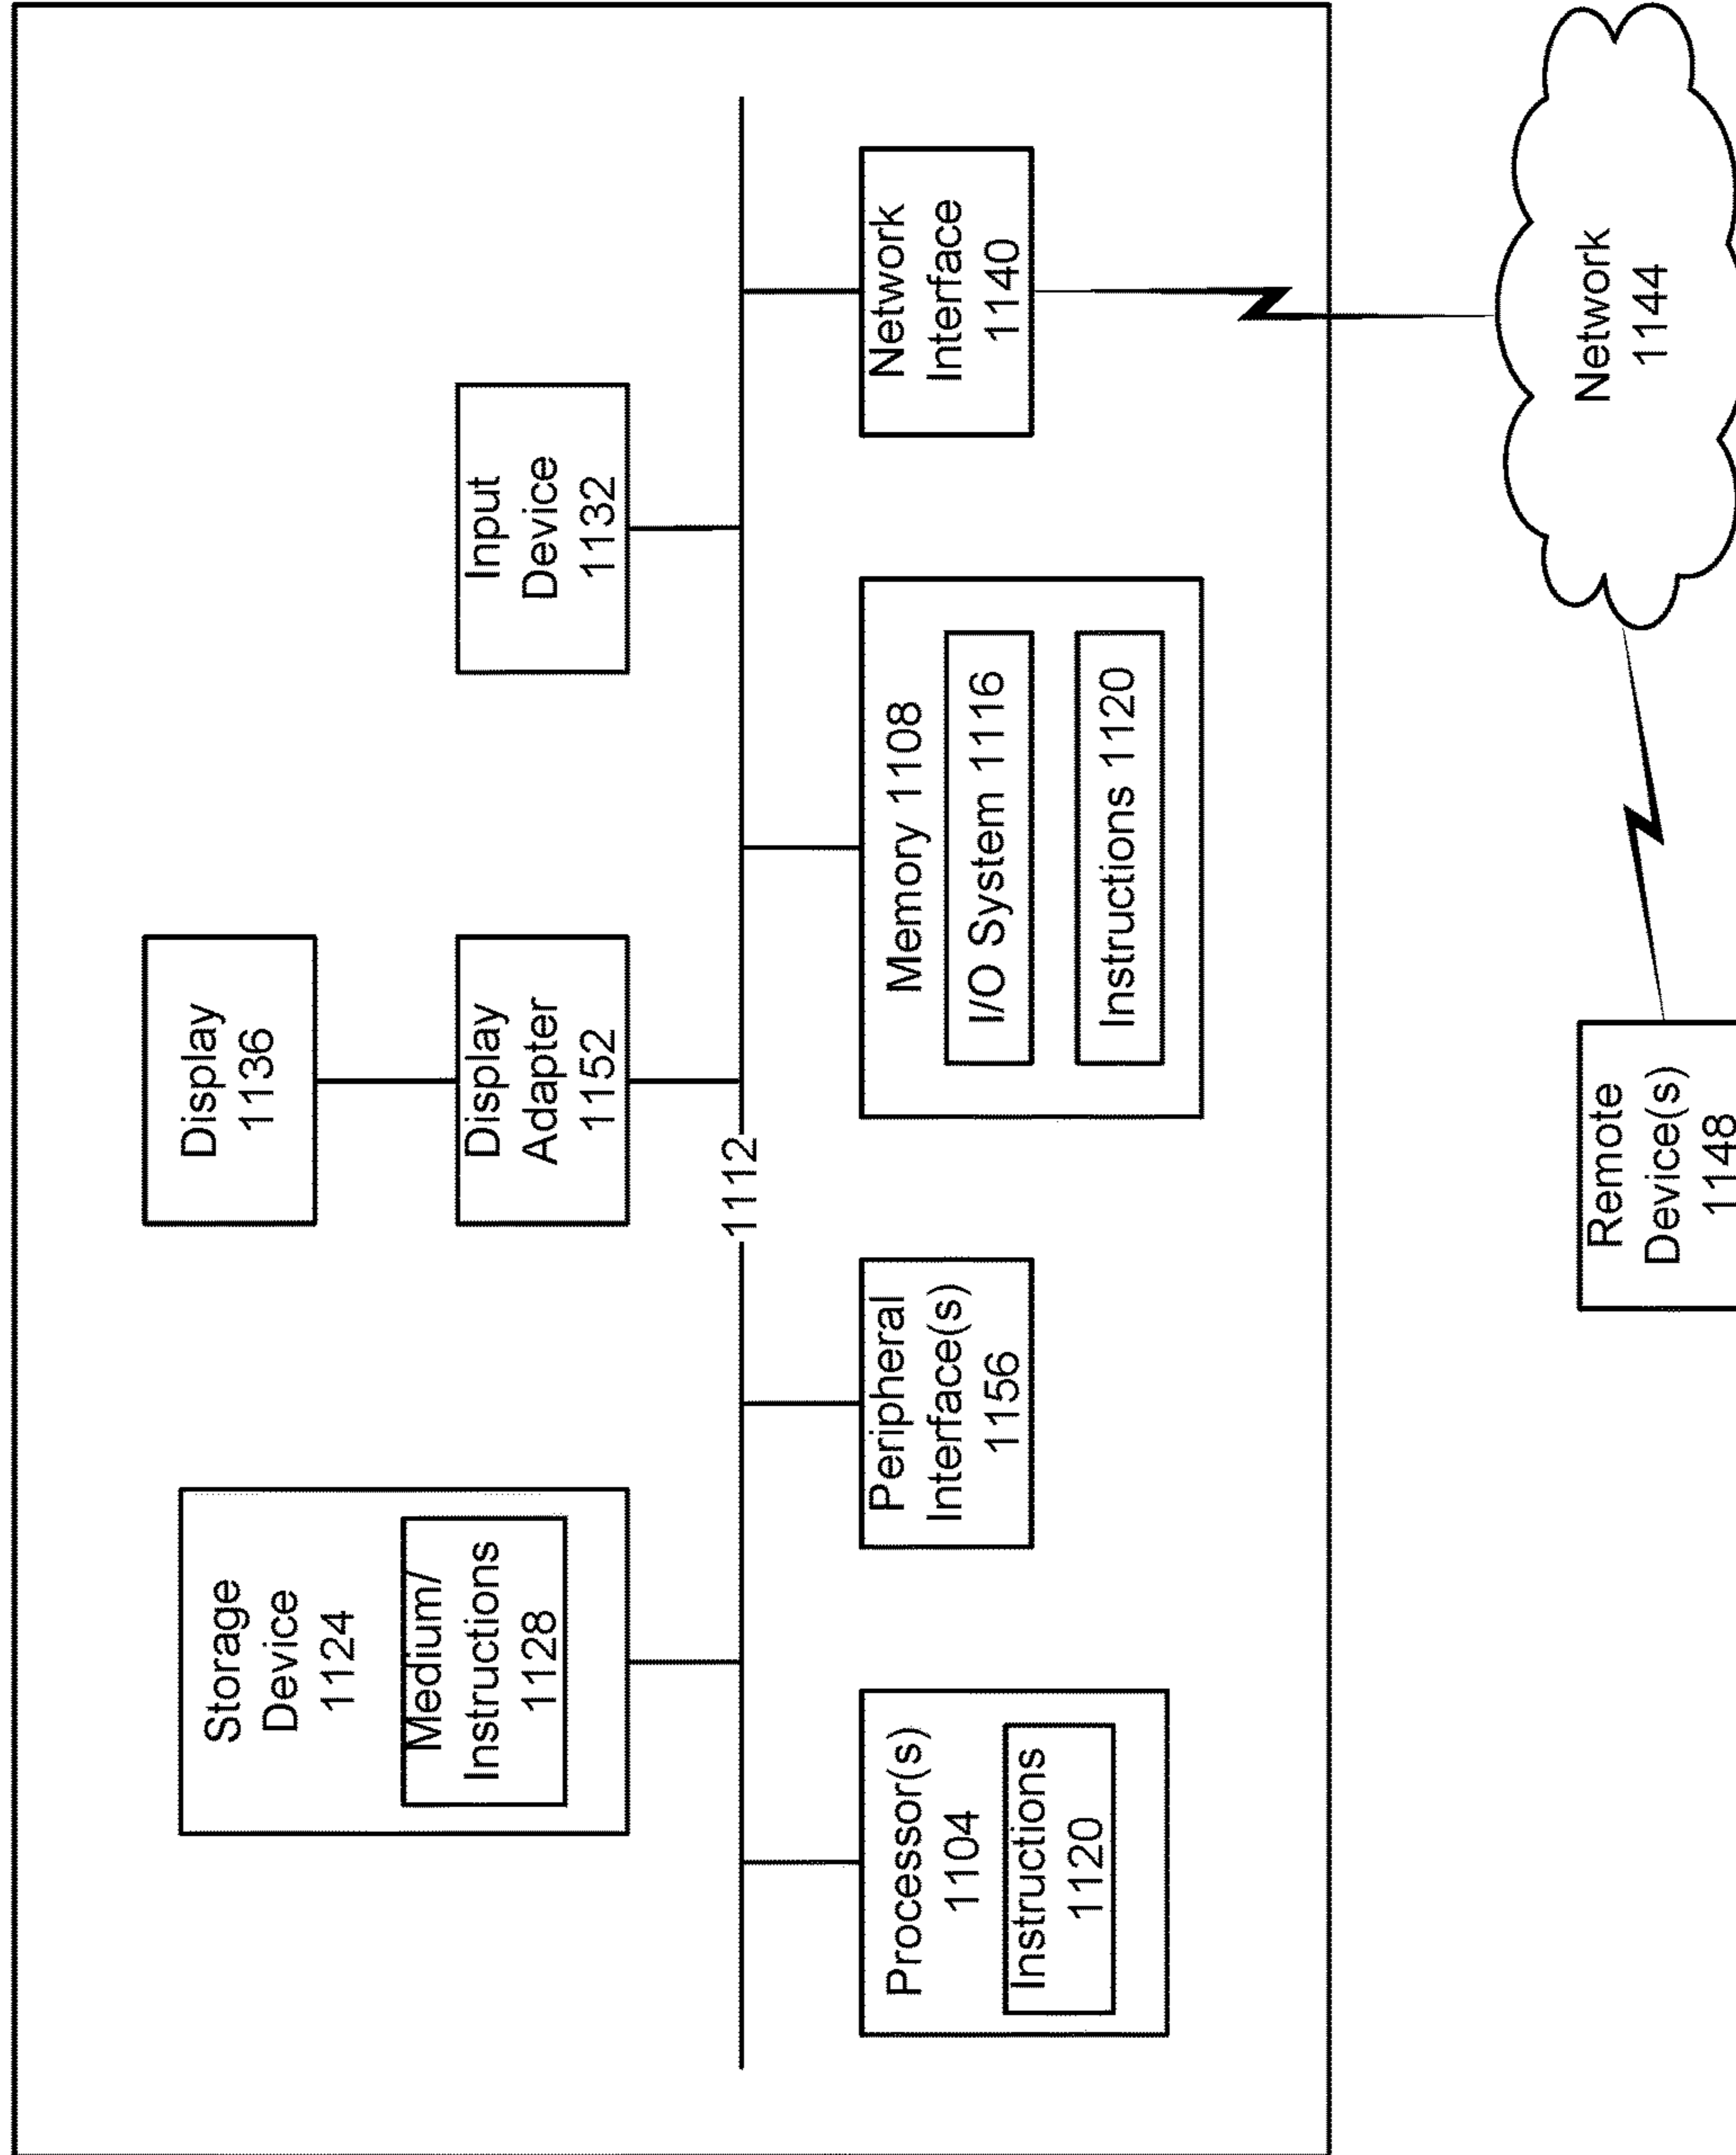 Storage
Device
1124
Medium/
Instructions
1128
Display
1136
Display
Adapter
1152
Input
Device
1132
1112
Processor(s)
1104
Instructions
1120
Peripheral
Interface(s)
1156
Memory 1108
I/O System 1116
Instructions 1120
Network
Interface
1140
Remote
Device(s)
1148
Network
1144